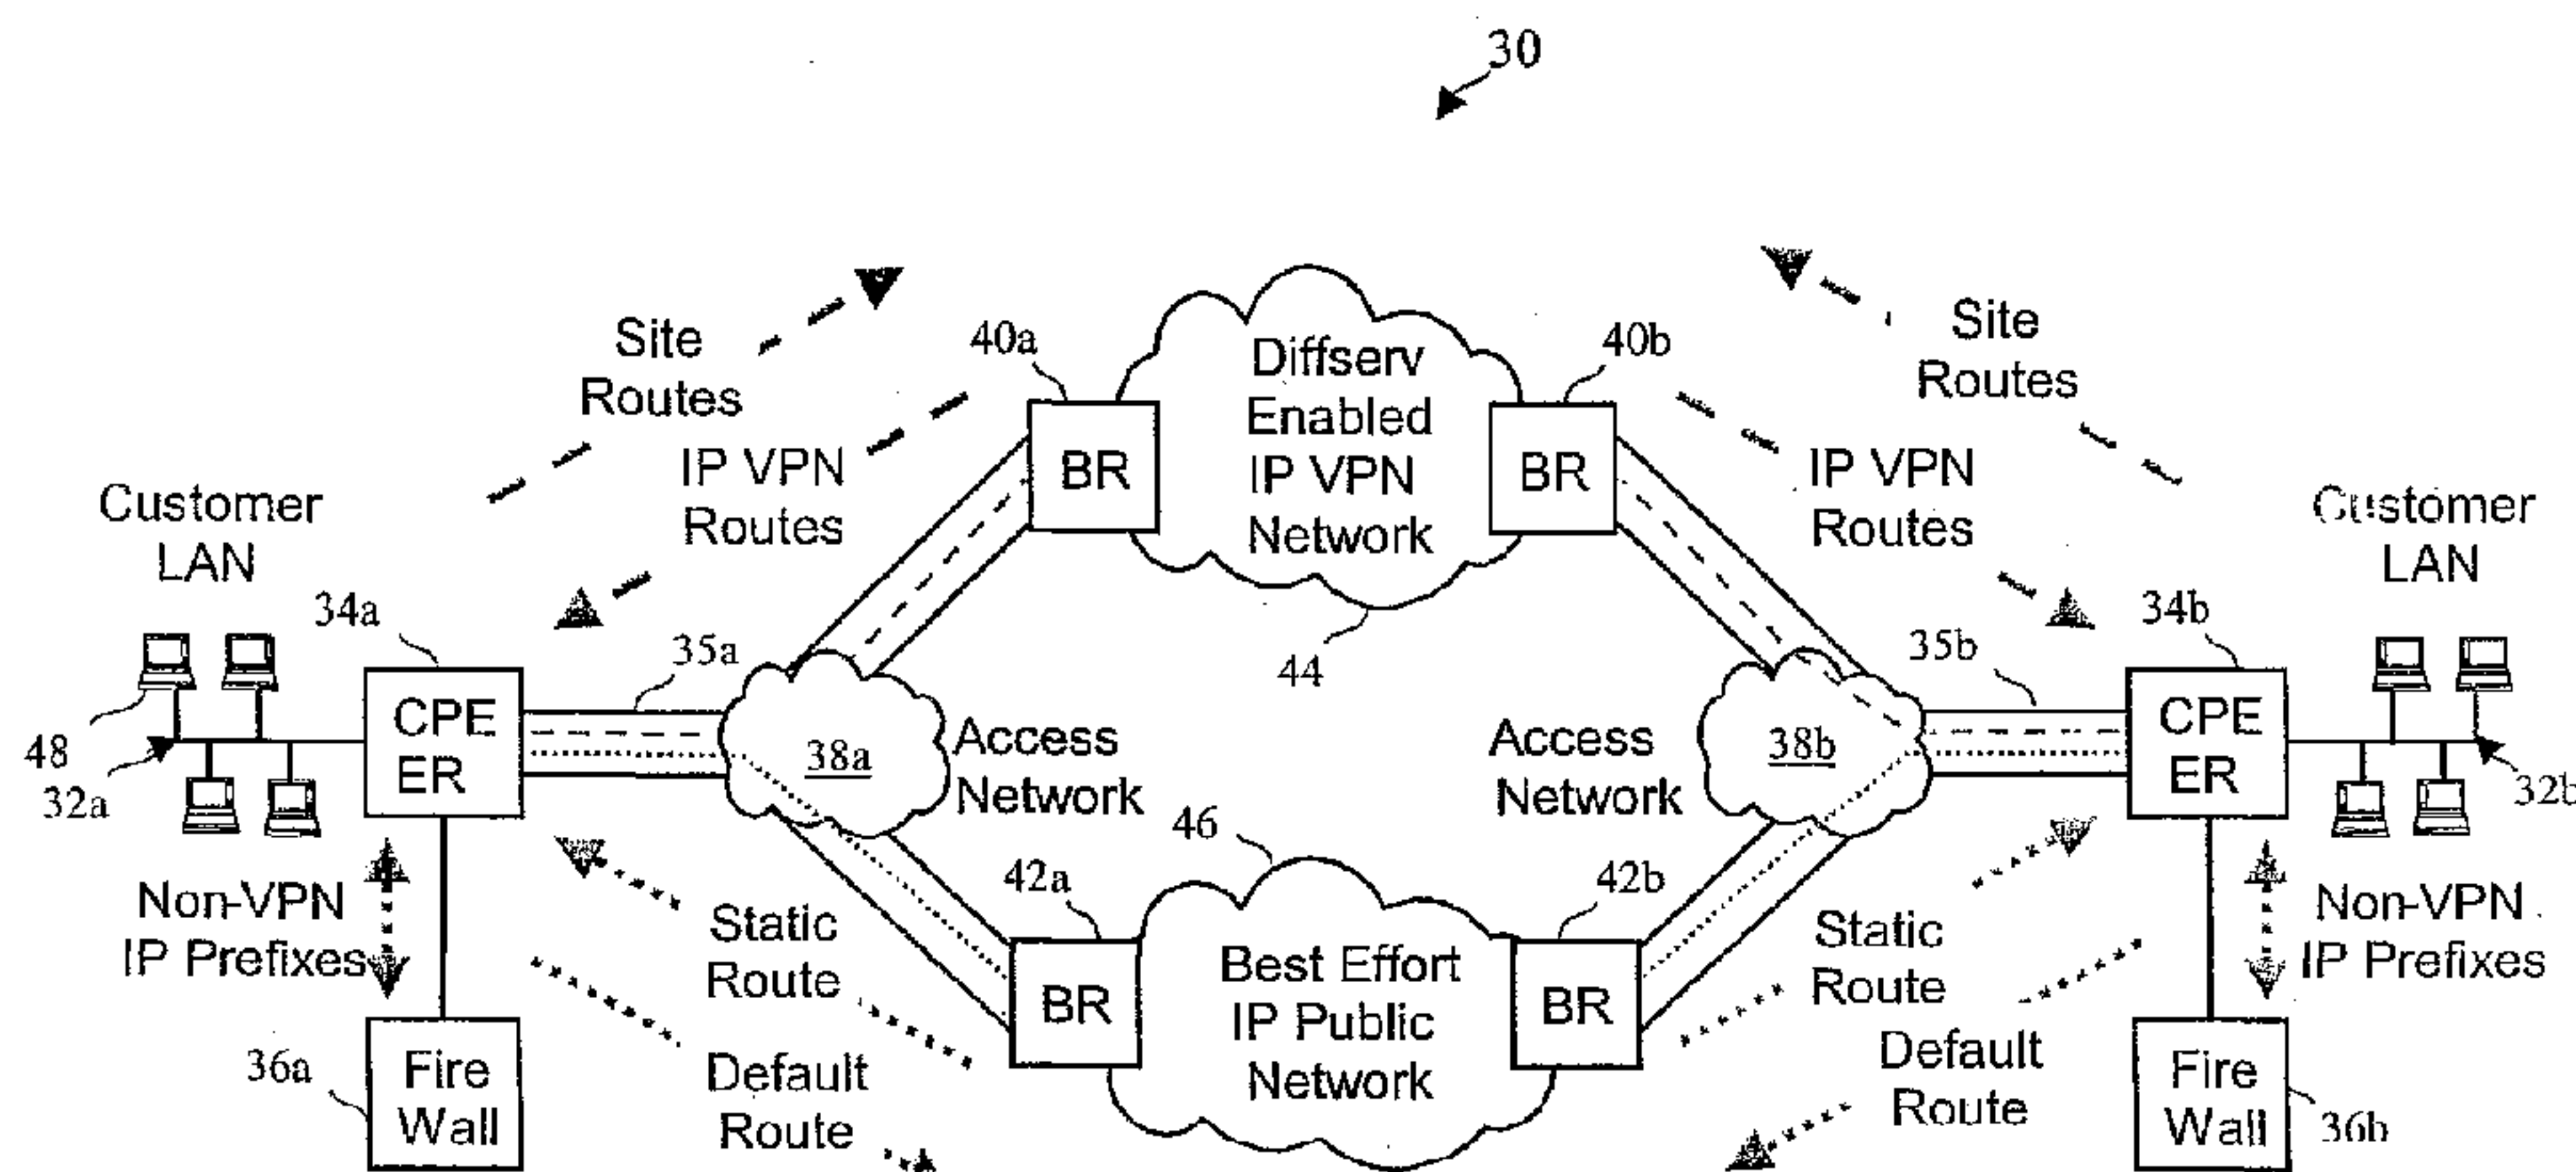 30
Site
Routes
40a
Diffserv
Enabled
IP VPN
Network
40b
Site
Routes
BR
BR
IP VPN
Routes
IP VPN
Routes
Customer
LAN
Customer
LAN
34a
35a
44
35b
34b
CPE
ER
38a
Access
Network
Access
Network
38b
CPE
ER
48
32a
32b
Non-VPN
IP Prefixes
46
42a
42b
Non-VPN
IP Prefixes
Static
Route
BR
Best Effort
IP Public
Network
BR
Static
Route
Default
Route
Default
Route
36a
Fire
Wall
Fire
Wall
36b